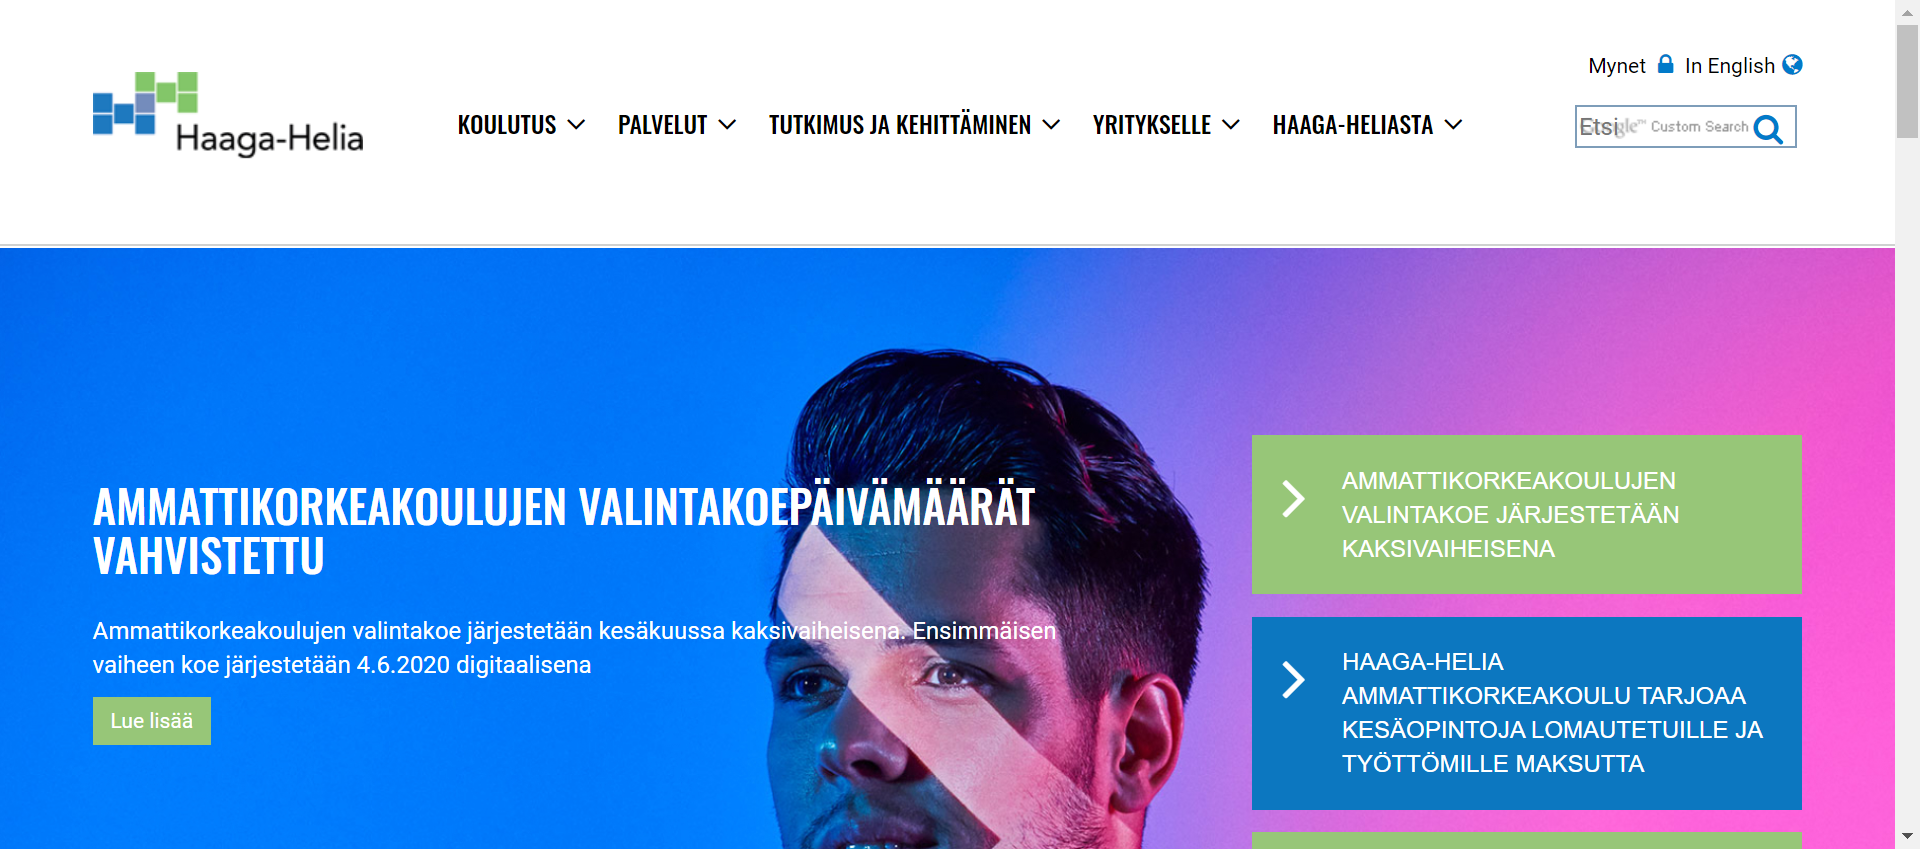 Mynet In English
Haaga-Helia
KOULUTUS PALVELUT TUTKIMUS JA KEHITTÄMINEN YRITYKSELLE HAAGA-HELIASTA
Etsi Custom Search
AMMATTIKORKEAKOULUJEN VALINTAKOEPÄIVÄMÄÄRÄT
VAHVISTETTU
Ammattikorkeakoulujen valintakoe järjestetään kesäkuussa kaksivaiheisena. Ensimmäisen
vaiheen koe järjestetään 4.6.2020 digitaalisena
Lue lisää
AMMATTIKORKEAKOULUJEN
VALINTAKOE JÄRJESTETÄÄN
KAKSIVAIHEISENA
HAAGA-HELIA
AMMATTIKORKEAKOULU TARJOAA
KESÄOPINTOJA LOMAUTETUILLE JA
TYÖTTÖMILLE MAKSUTTA